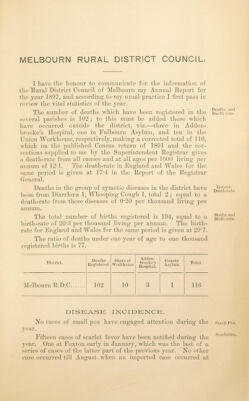 MELBOURN RURAL DISTRICT COUNCIL.
I have the honour to communicate for the information of
the Rural District Council of Melbourn my Annual Report for
the year 1897, and according to my usual practice I first pass in
review the vital statistics of the year.
The number of deaths which have been registered in the
several parishes is 102; to this must be added those which
have occurred outside the district, viz.—three in Adden-
brooke's Hospital, one in Fulbourn Asylum, and ten in the
Union Workhouse, respectively, making a corrected total of 116,
which on the published Census return of 1891 and the cor-
rections supplied to me by the Superintendent Registrar gives
a death-rate from all causes and at all ages per 1000 living per
annum of 12·1. The death-rate in England and Wales for the
same period is given at 17·4 in the Report of the Registrar
General.
Deaths and
Death-rate.
Deaths in the group of zymotic diseases in the district have
been from Diarrhœa 1, Whooping Cough 1, total 2; equal to a
death-rate from these diseases of 0·20 per thousand living per
annum.
Zymotic
Death-rate.
The total number of births registered is 194, equal to a
birth-rate of 20·3 per thousand living per annum. The birth-
rate for England and Wales for the same period is given at 29·7.
Births and
Birth-rate.
The ratio of deaths under one year of age to one thousand
registered births is 77.
District. Deaths Registered Share of Workhouse Adden-brooke's Hospital. County Asylum. Total
Melbourn R.D.C. ...... 102 10 3 1 116
DISEASE INCIDENCE.
No cases of small pox have engaged attention during the
year.
Small Pox.
Fifteen cases of scarlet fever have been notified during the
year. One at Foxton early in January, which was the last of a
series of cases of the latter part of the previous year. No other
case occurred till August when an imported case occurred at
Scarlatina.